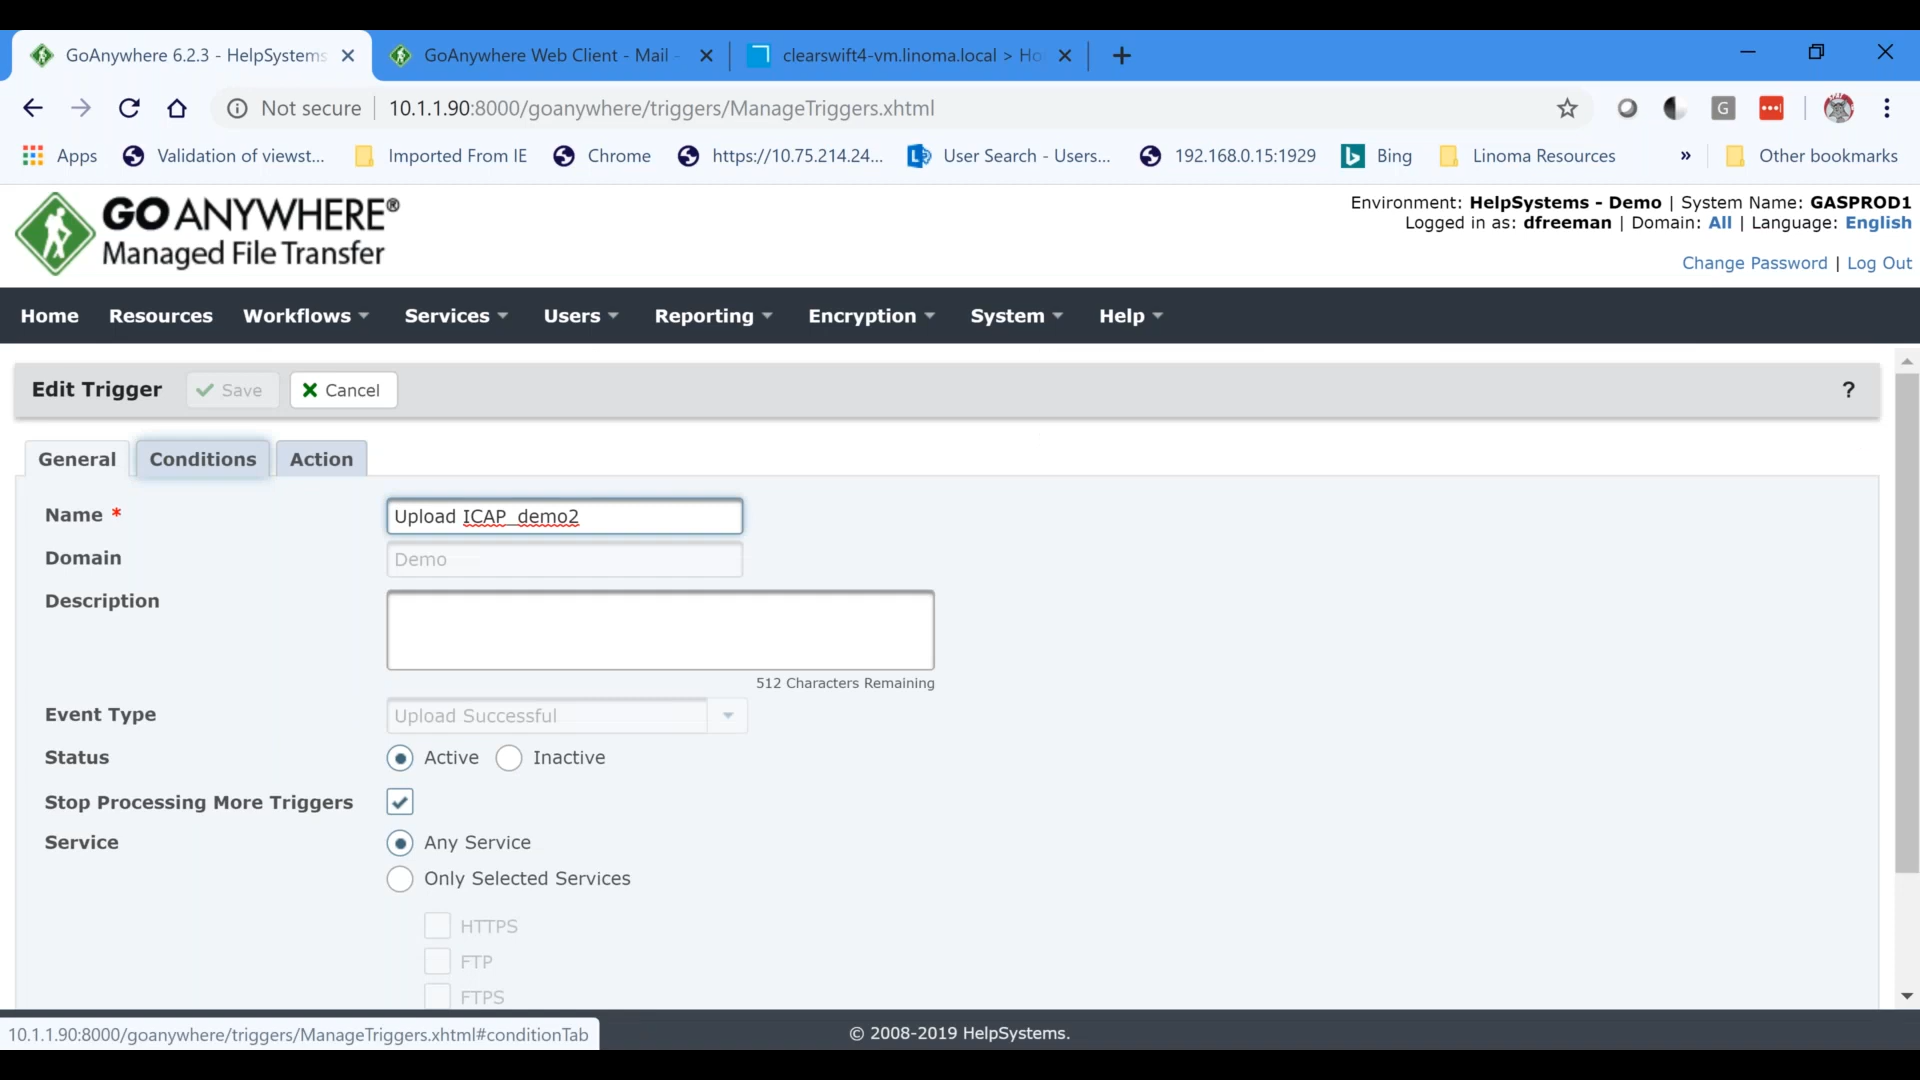 GoAnywhere 6.2.3 - HelpSystems
GoAnywhere Web Client - Mail -
clearswift4-vm.linoma.local > Ho
Not secure
10.1.1.90:8000/goanywhere/triggers/ManageTriggers.xhtml
G
Apps
Validation of viewst...
Imported From IE
Chrome
https://10.75.214.24...
User Search - Users...
192.168.0.15:1929
Bing
Linoma Resources
»
Other bookmarks
GO ANYWHERE®
Managed File Transfer
Environment: HelpSystems - Demo | System Name: GASPROD1
Logged in as: dfreeman | Domain: All | Language: English
Change Password | Log Out
Home
Resources
Workflows
Services
Users
Reporting
Encryption
System
Help
Edit Trigger
Save
Cancel
?
General
Conditions
Action
Name *
Upload ICAP_demo2
Domain
Demo
Description
512 Characters Remaining
Event Type
Upload Successful
Status
Active
Inactive
Stop Processing More Triggers
Service
Any Service
Only Selected Services
HTTPS
FTP
FTPS
10.1.1.90:8000/goanywhere/triggers/ManageTriggers.xhtml#conditionTab
© 2008-2019 HelpSystems.